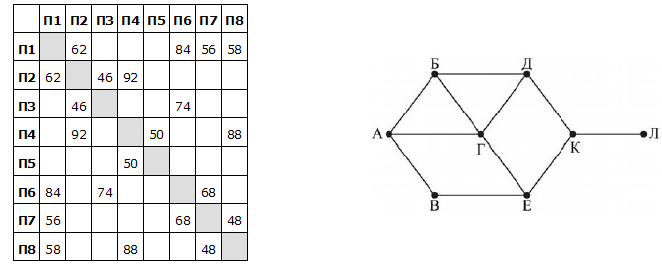 П1 П2 П3 П4 П5 П6 П7 П8
П1 62 84 56 58
П2 62 46 92
П3 46 74
П4 92 50 88
П5 50
П6 84 74 68
П7 56 68 48
П8 58 88 48
Б Д
А Г К Л
В Е